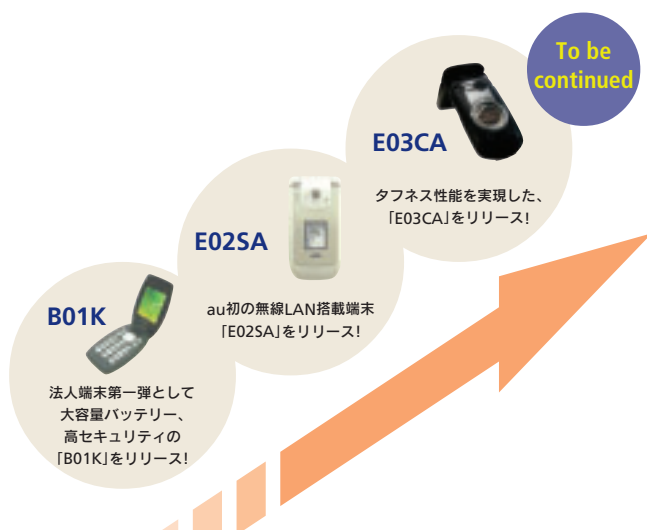 To be
continued
E03CA
タフネス性能を実現した、
「E03CA」をリリース!
E02SA
au初の無線LAN搭載端末
「E02SA」をリリース!
B01K
法人端末第一弾として
大容量バッテリー、
高セキュリティの
「B01K」をリリース!